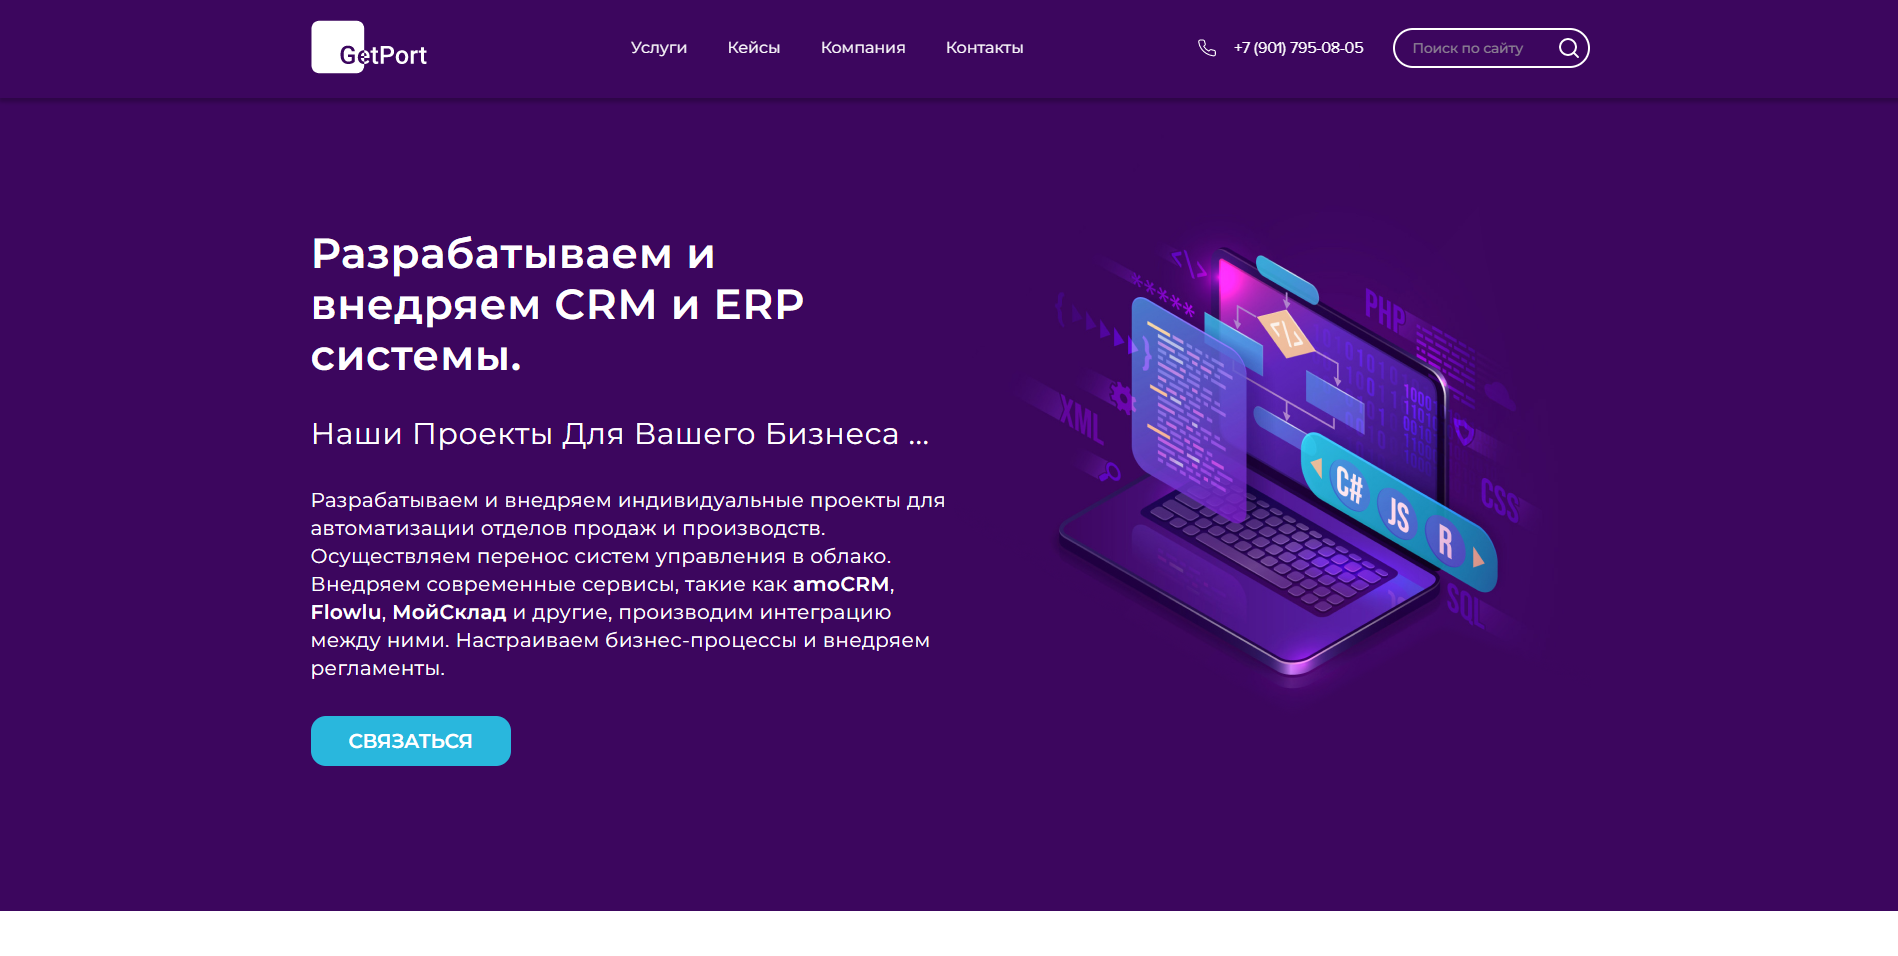 GetPort
Услуги
Кейсы
Компания
Контакты
+7 (901) 795-08-05
Поиск по сайту
Разрабатываем и
внедряем CRM и ERP
системы.
Наши Проекты Для Вашего Бизнеса ...
Разрабатываем и внедряем индивидуальные проекты для
автоматизации отделов продаж и производств.
Осуществляем перенос систем управления в облако.
Внедряем современные сервисы, такие как amoCRM,
Flowlu, МойСклад и другие, производим интеграцию
между ними. Настраиваем бизнес-процессы и внедряем
регламенты.
СВЯЗАТЬСЯ
</>
*****
PHP
</>
XML
C#
JS
R
CSS
SQL